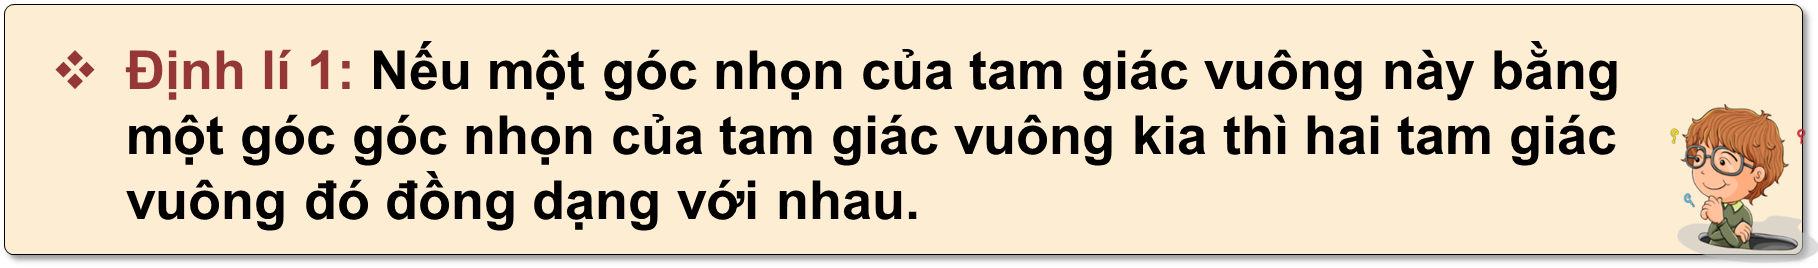 ❖ Định lí 1: Nếu một góc nhọn của tam giác vuông này bằng
một góc góc nhọn của tam giác vuông kia thì hai tam giác
vuông đó đồng dạng với nhau.